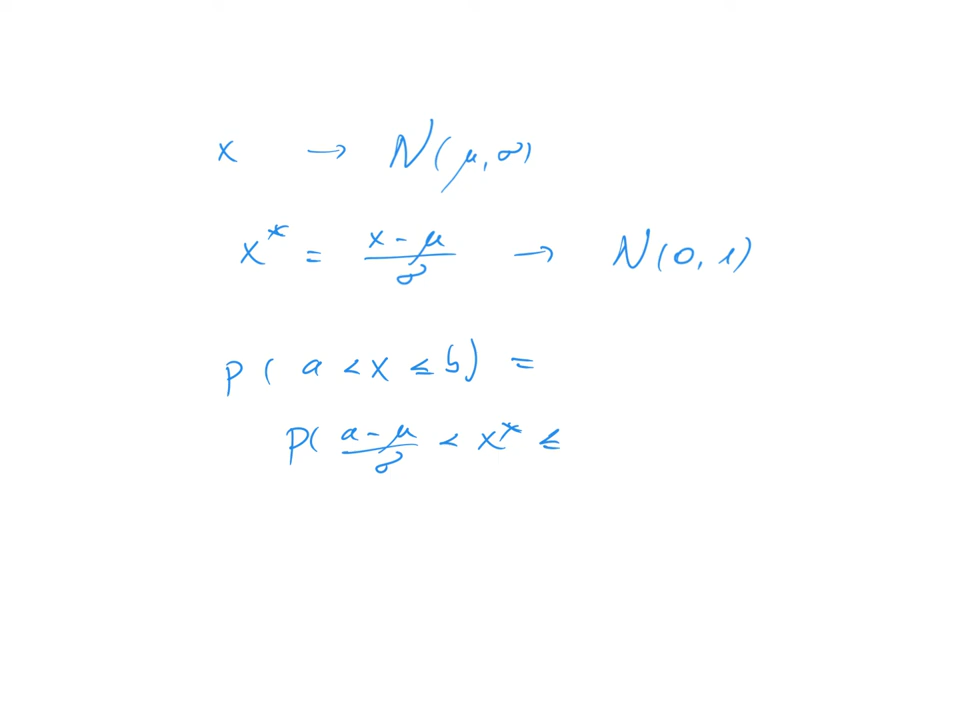 x → N(μ, σ)
x* = (x - μ)/σ → N(0, 1)
P( a < x ≤ b) =
P( (a - μ)/σ < x* ≤